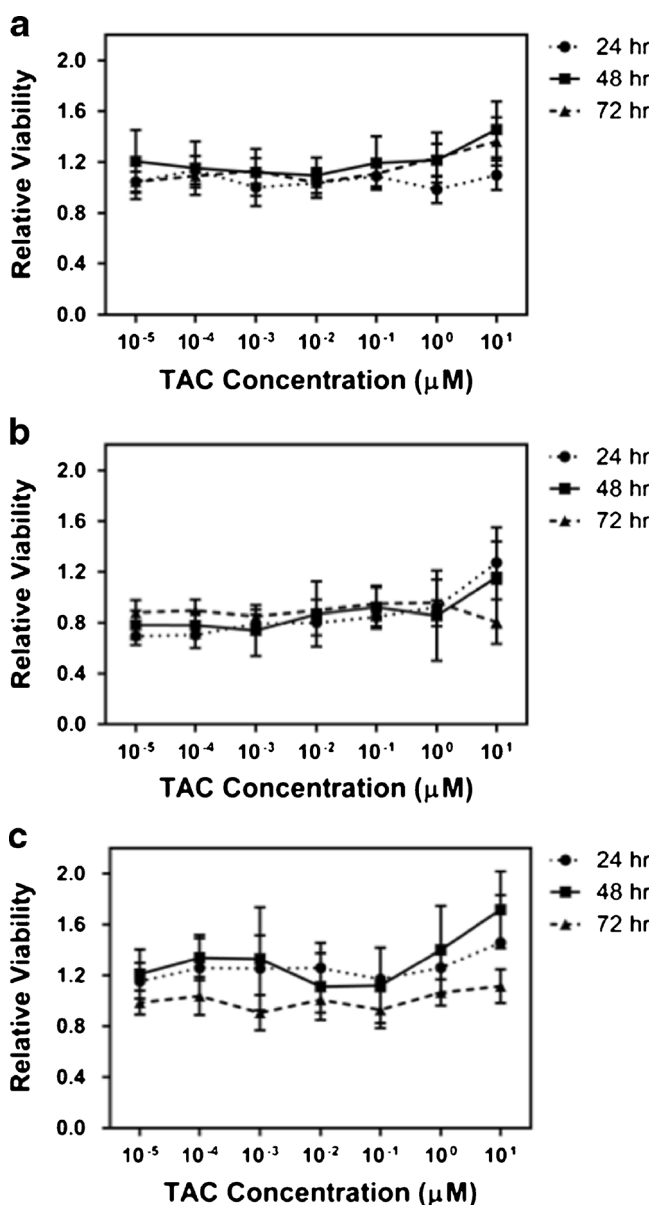 a
Relative Viability
2.0
1.6
1.2
0.8
0.4
0.0
10⁻⁵ 10⁻⁴ 10⁻³ 10⁻² 10⁻¹ 10⁰ 10¹
TAC Concentration (μM)
24 hr
48 hr
72 hr
b
Relative Viability
2.0
1.6
1.2
0.8
0.4
0.0
10⁻⁵ 10⁻⁴ 10⁻³ 10⁻² 10⁻¹ 10⁰ 10¹
TAC Concentration (μM)
24 hr
48 hr
72 hr
c
Relative Viability
2.0
1.6
1.2
0.8
0.4
0.0
10⁻⁵ 10⁻⁴ 10⁻³ 10⁻² 10⁻¹ 10⁰ 10¹
TAC Concentration (μM)
24 hr
48 hr
72 hr